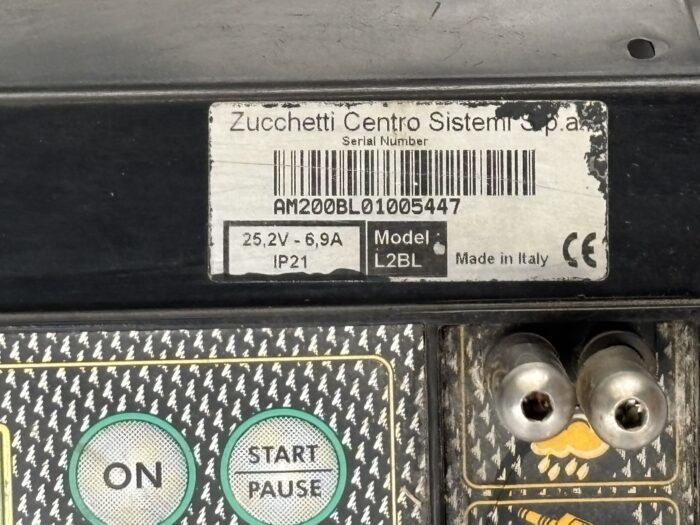 Zucchetti Centro Sistemi S.p.a.
Serial Number
AM200BL01005447
25,2V - 6,9A
IP21
Model :
L2BL
Made in Italy
CE
ON
START
PAUSE